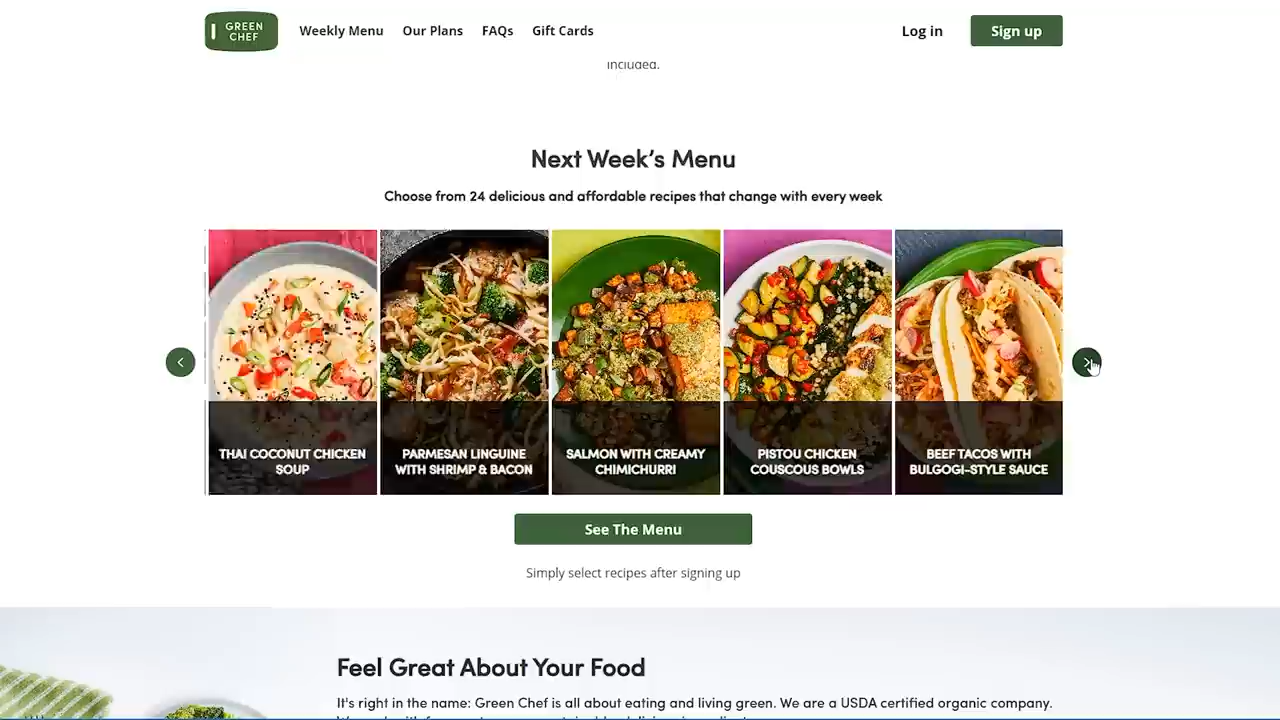 GREEN
CHEF
Weekly Menu
Our Plans
FAQs
Gift Cards
Log in
Sign up
included.
Next Week's Menu
Choose from 24 delicious and affordable recipes that change with every week
THAI COCONUT CHICKEN
SOUP
PARMESAN LINGUINE
WITH SHRIMP & BACON
SALMON WITH CREAMY
CHIMICHURRI
PISTOU CHICKEN
COUSCOUS BOWLS
BEEF TACOS WITH
BULGOGI-STYLE SAUCE
See The Menu
Simply select recipes after signing up
Feel Great About Your Food
It's right in the name: Green Chef is all about eating and living green. We are a USDA certified organic company.